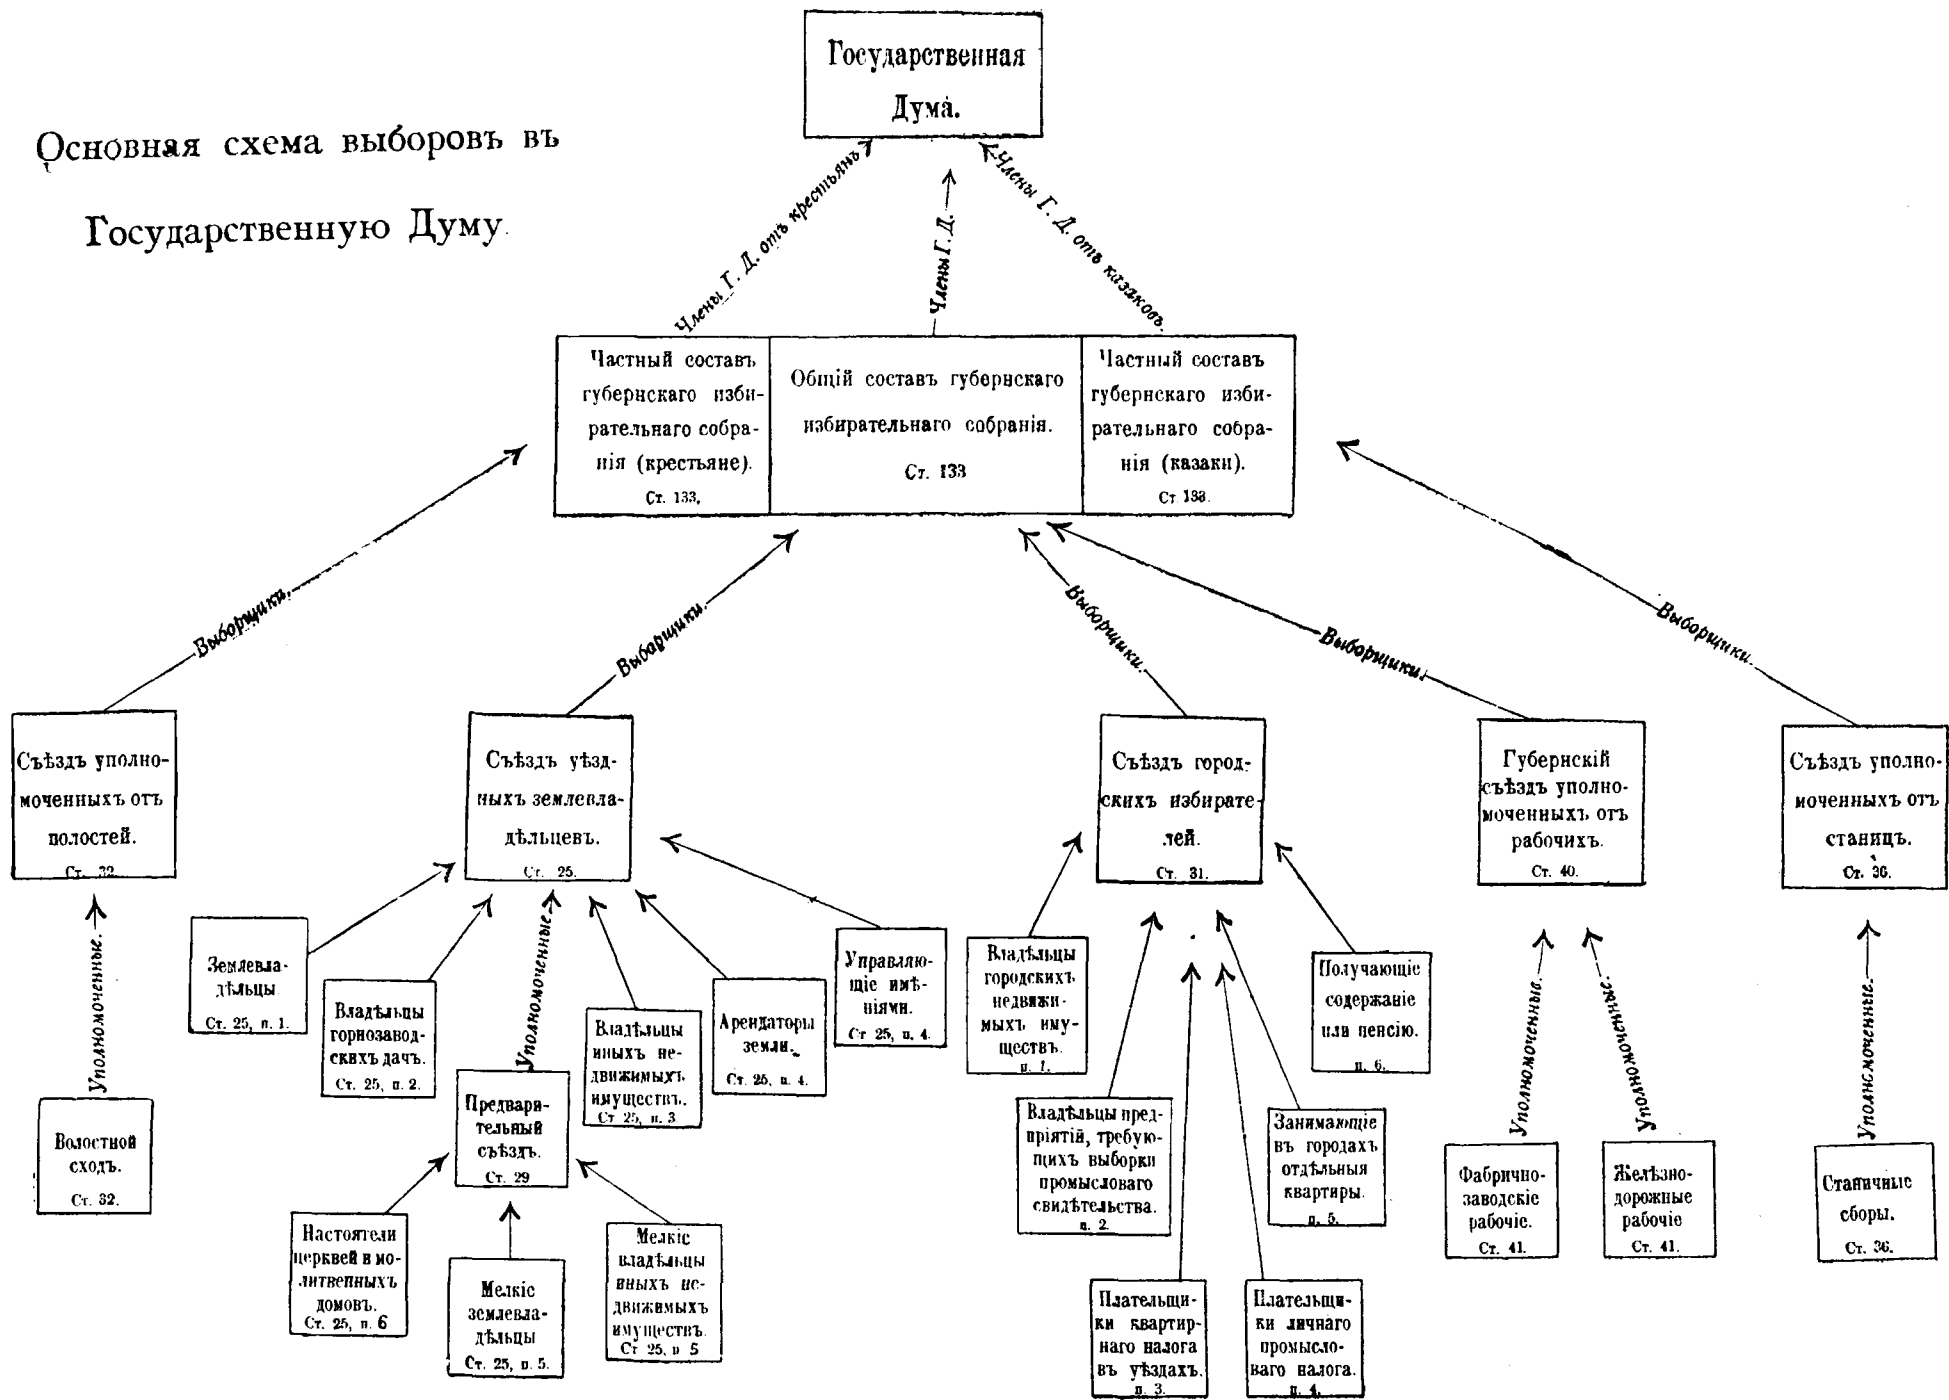 Государственная
Дума.
Основная схема выборовъ въ
Государственную Думу.
Члены Г. Д. отъ крестьянъ
Члены Г. Д.
Члены Г. Д. отъ казаковъ.
Частный составъ
губернскаго изби-
рательнаго собра-
нія (крестьяне).
Ст. 133.
Общій составъ губернскаго
избирательнаго собранія.
Ст. 133
Частный составъ
губернскаго изби-
рательнаго собра-
нія (казаки).
Ст 133.
Выборщики.
Выборщики.
Выборщики.
Выборщики.
Выборщики.
Съѣздъ уполно-
моченныхъ отъ
полостей.
Ст. 32.
Съѣздъ уѣзд-
ныхъ землевла-
дѣльцевъ.
Ст. 25.
Съѣздъ город-
скихъ избирате-
лей.
Ст. 31.
Губернскій
съѣздъ уполно-
моченныхъ отъ
рабочихъ.
Ст. 40.
Съѣздъ уполно-
моченныхъ отъ
станицъ.
Ст. 36.
Уполномоченные.
Уполномоченные.
Уполномоченные.
Уполномоченные.
Уполномоченные.
Землевла-
дѣльцы
Ст. 25, п. 1.
Владѣльцы
горнозавод-
скихъ дачъ.
Ст. 25, п. 2.
Предвари-
тельный
съѣздъ.
Ст. 29
Владѣльцы
иныхъ не-
движимыхъ
имуществъ.
Ст 25, п. 3
Арендаторы
земли.
Ст. 25, п. 4.
Управляю-
щіе имѣ-
ніями.
Ст 25, п. 4.
Владѣльцы
городскихъ
недвижи-
мыхъ иму-
ществъ.
п. 1.
Получающіе
содержаніе
или пенсію.
п. 6.
Волостной
сходъ.
Ст. 32.
Владѣльцы пред-
пріятій, требую-
щихъ выборки
промысловаго
свидѣтельства.
п. 2.
Занимающіе
въ городахъ
отдѣльныя
квартиры.
п. 5.
Фабрично-
заводскіе
рабочіе.
Ст. 41.
Желѣзно-
дорожные
рабочіе
Ст. 41.
Станичные
сборы.
Ст. 36.
Настоятели
церквей и мо-
литвенныхъ
домовъ.
Ст. 25, п. 6
Мелкіе
землевла-
дѣльцы
Ст. 25, п. 5.
Мелкіе
владѣльцы
иныхъ не-
движимыхъ
имуществъ.
Ст 25, п 5
Плательщи-
ки квартир-
наго налога
въ уѣздахъ.
п. 3.
Плательщи-
ки личнаго
промысло-
ваго налога.
п. 4.